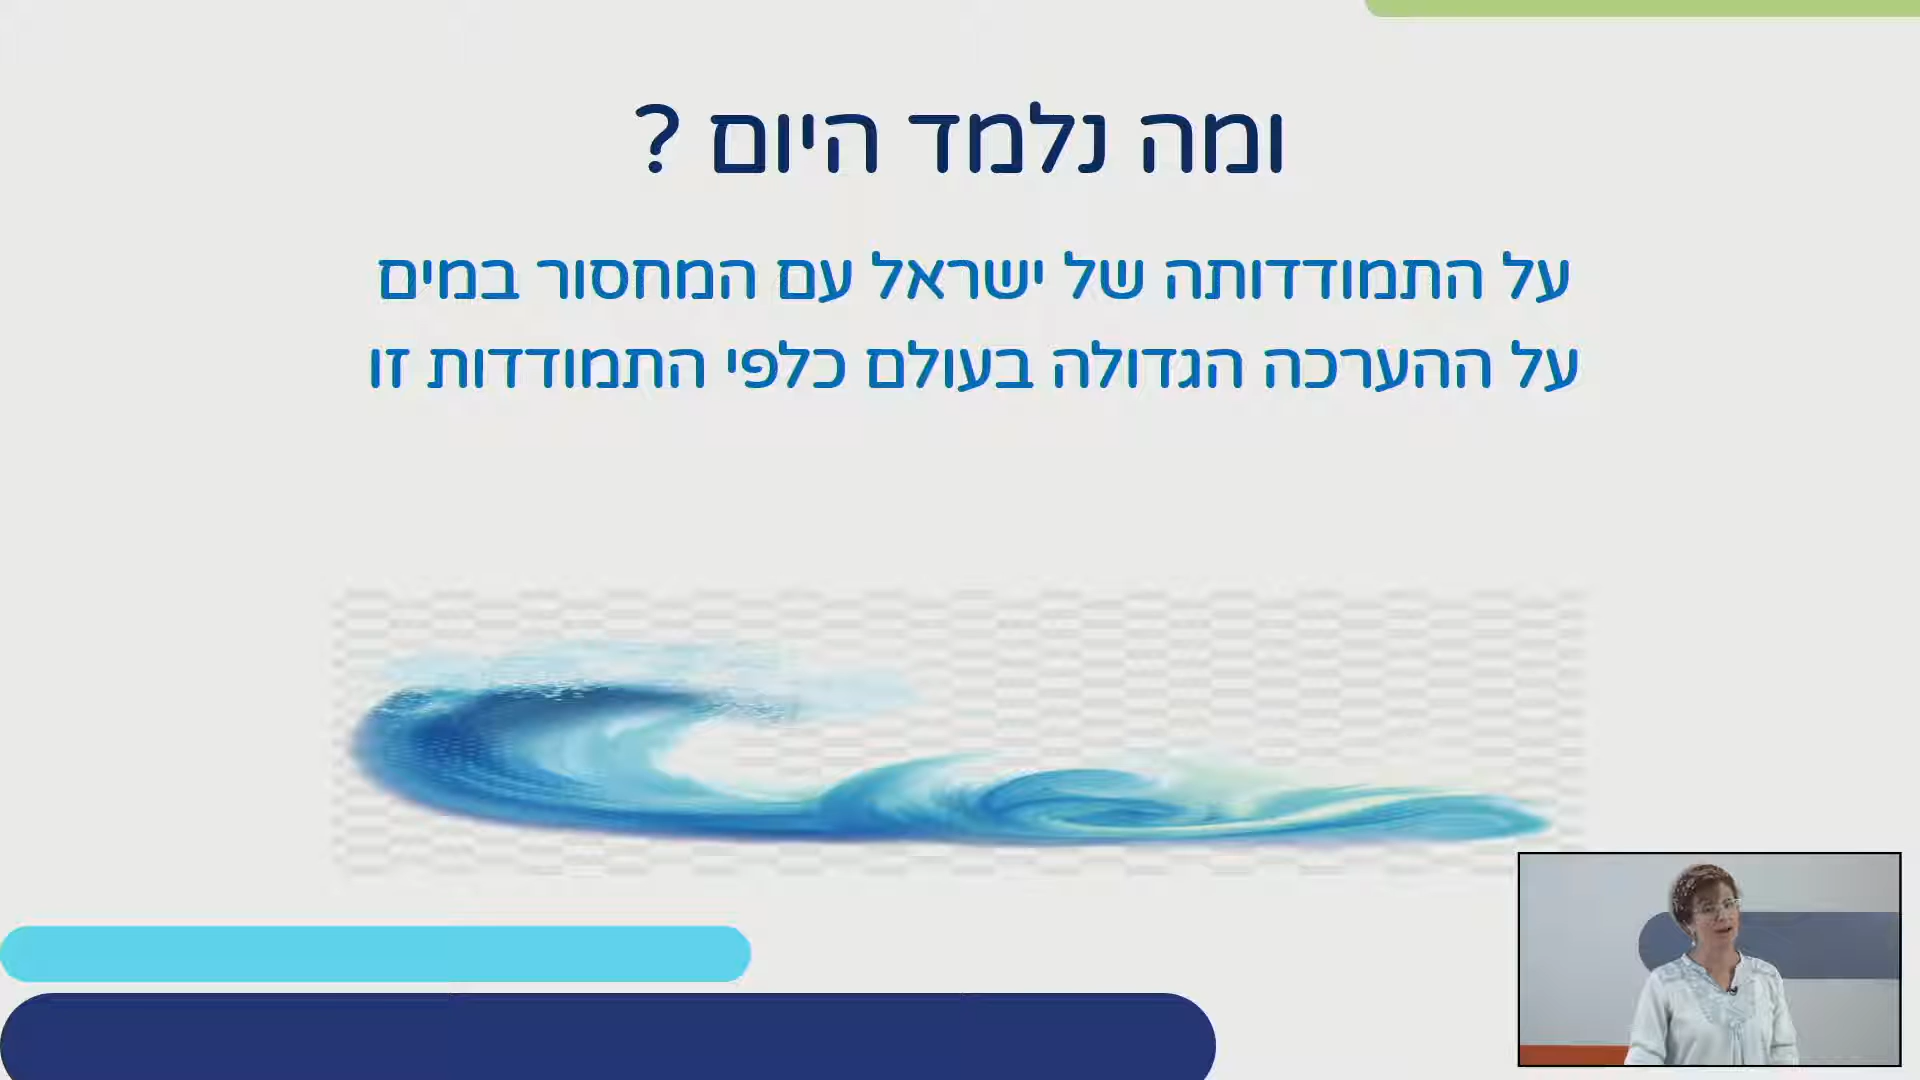 ומה נלמד היום ?
על התמודדותה של ישראל עם המחסור במים
על ההערכה הגדולה בעולם כלפי התמודדות זו